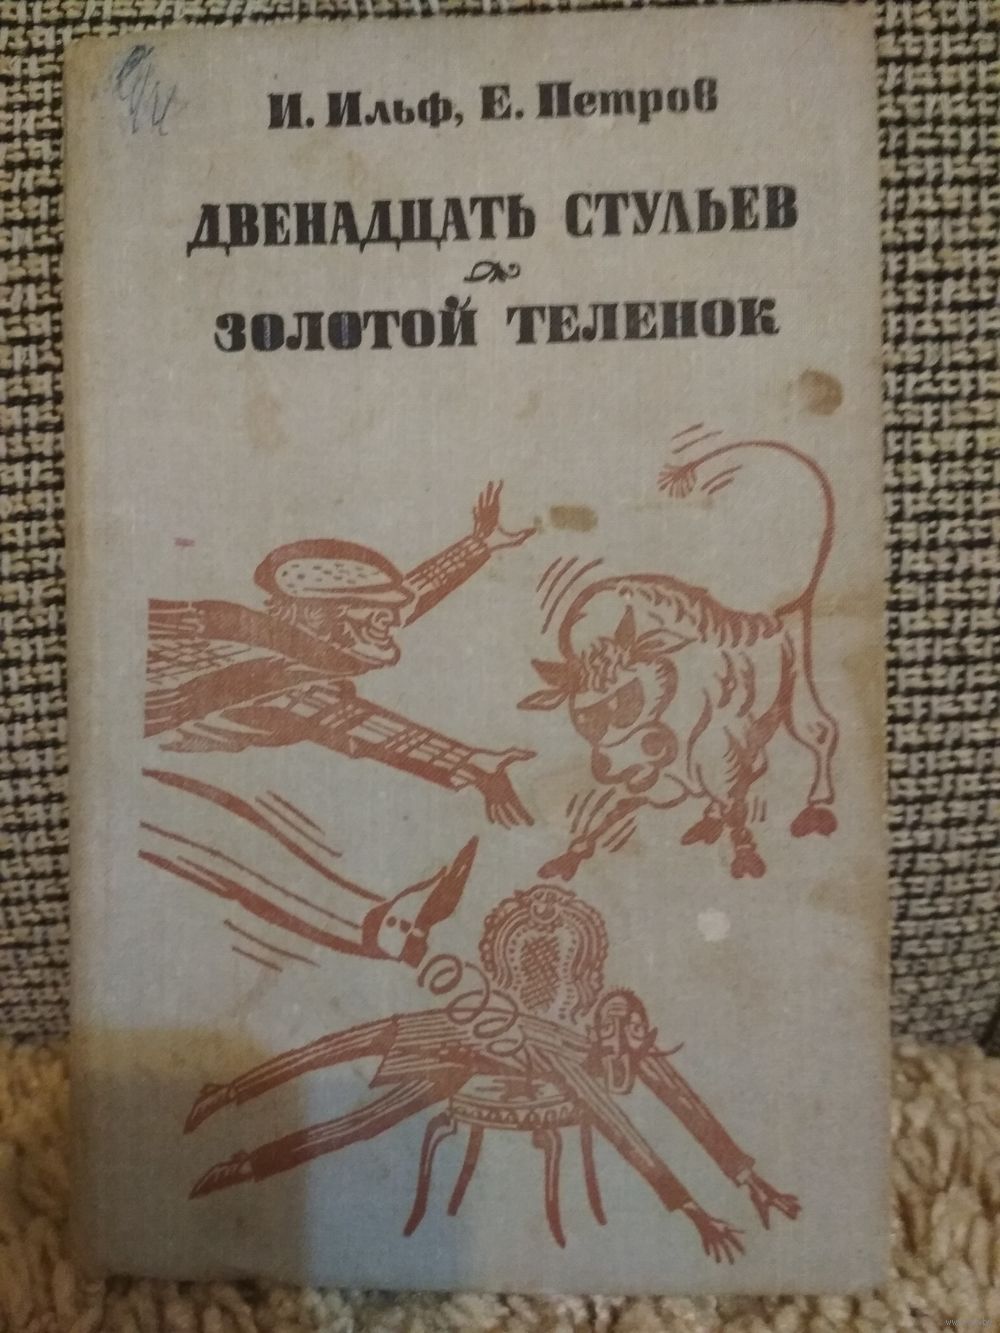 И. Ильф, Е. Петров
ДВЕНАДЦАТЬ СТУЛЬЕВ
ЗОЛОТОЙ ТЕЛЕНОК